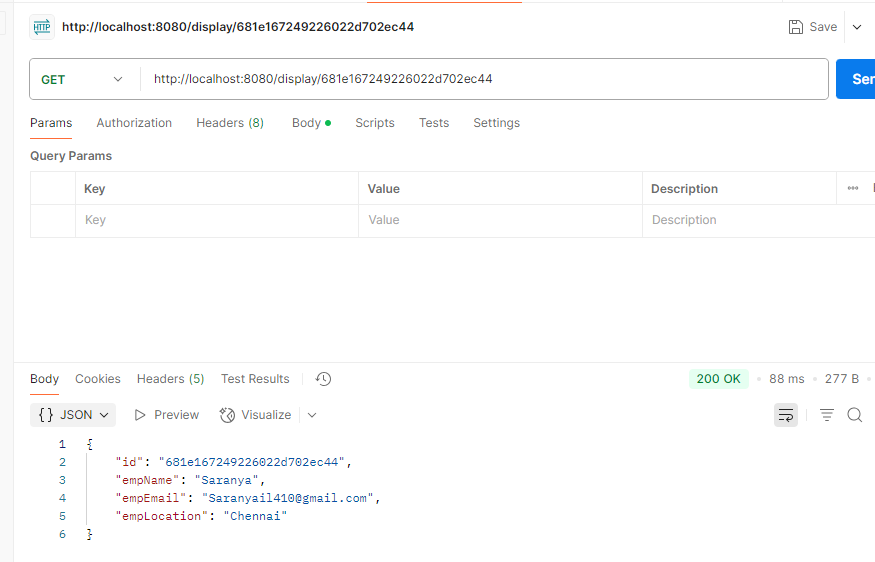 HTTP http://localhost:8080/display/681e167249226022d702ec44 Save
GET http://localhost:8080/display/681e167249226022d702ec44
Params Authorization Headers (8) Body Scripts Tests Settings
Query Params
Key Value Description
Key Value Description
Body Cookies Headers (5) Test Results 200 OK 88 ms 277 B
{} JSON Preview Visualize
1 {
2 "id": "681e167249226022d702ec44",
3 "empName": "Saranya",
4 "empEmail": "Saranyail410@gmail.com",
5 "empLocation": "Chennai"
6 }